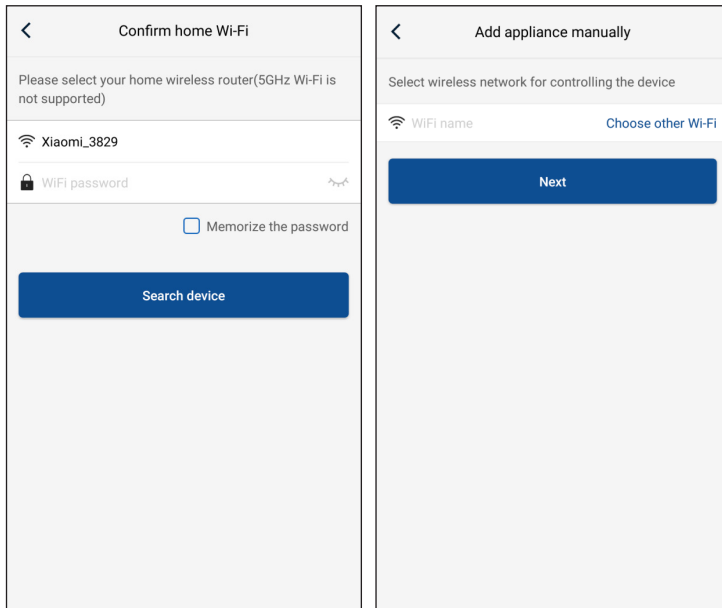 Confirm home Wi-Fi
Please select your home wireless router(5GHz Wi-Fi is
not supported)
Xiaomi_3829
WiFi password
Memorize the password
Search device
Add appliance manually
Select wireless network for controlling the device
WiFi name
Choose other Wi-Fi
Next